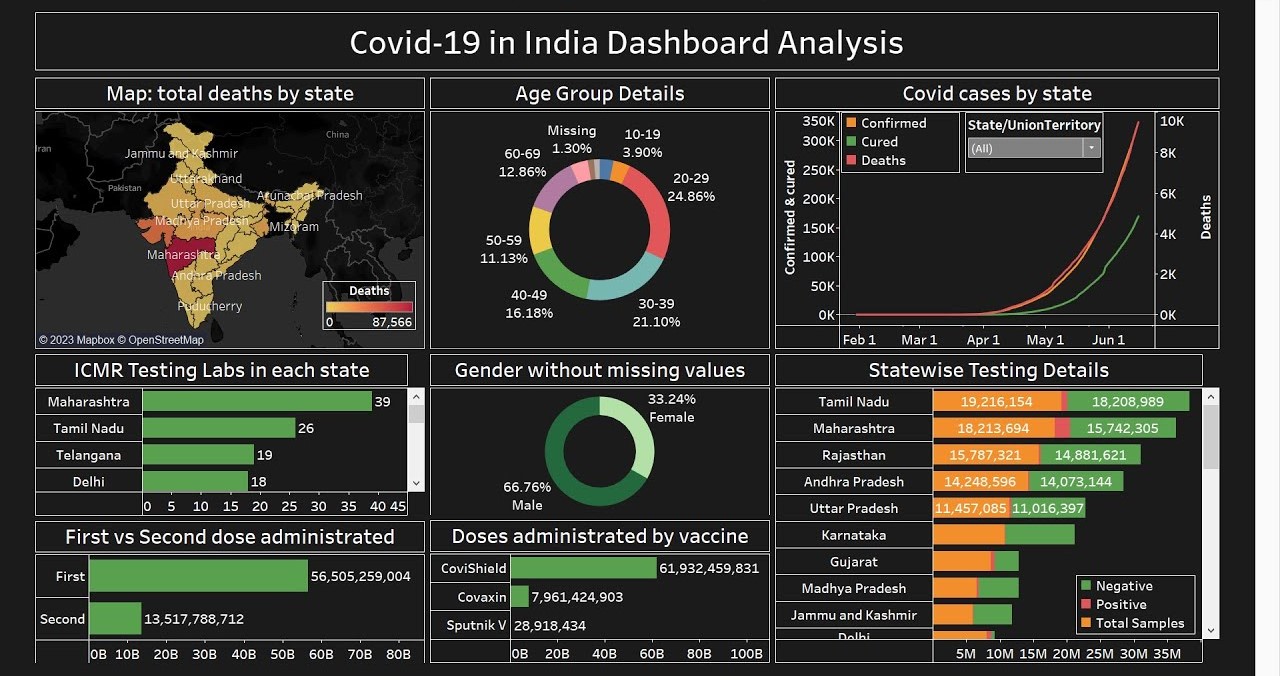 Covid-19 in India Dashboard Analysis
Map: total deaths by state
China
Jammu and Kashmir
Iran
Uttarakhand
Pakistan
Arunachal Pradesh
Uttar Pradesh
Madhya Pradesh
Mizoram
Maharashtra
Andhra Pradesh
Puducherry
Deaths
0 87,566
© 2023 Mapbox © OpenStreetMap
Age Group Details
Missing
1.30%
10-19
3.90%
60-69
12.86%
20-29
24.86%
50-59
11.13%
40-49
16.18%
30-39
21.10%
Covid cases by state
Confirmed
Cured
Deaths
State/UnionTerritory
(All)
Confirmed & cured
350K
300K
250K
200K
150K
100K
50K
0K
Deaths
10K
8K
6K
4K
2K
0K
Feb 1 Mar 1 Apr 1 May 1 Jun 1
ICMR Testing Labs in each state
Maharashtra 39
Tamil Nadu 26
Telangana 19
Delhi 18
0 5 10 15 20 25 30 35 40 45
Gender without missing values
33.24%
Female
66.76%
Male
Statewise Testing Details
Tamil Nadu 19,216,154 18,208,989
Maharashtra 18,213,694 15,742,305
Rajasthan 15,787,321 14,881,621
Andhra Pradesh 14,248,596 14,073,144
Uttar Pradesh 11,457,085 11,016,397
Karnataka
Gujarat
Madhya Pradesh
Jammu and Kashmir
Delhi
Negative
Positive
Total Samples
5M 10M 15M 20M 25M 30M 35M
First vs Second dose administrated
First 56,505,259,004
Second 13,517,788,712
0B 10B 20B 30B 40B 50B 60B 70B 80B
Doses administrated by vaccine
CoviShield 61,932,459,831
Covaxin 7,961,424,903
Sputnik V 28,918,434
0B 20B 40B 60B 80B 100B